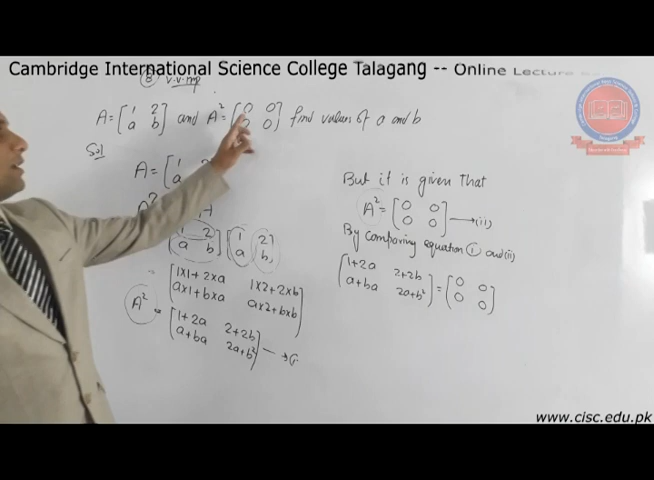 Cambridge International Science College Talagang -- Online Lecture
⑧ V.V.Imp
A = [1 2 a b] and A² = [0 0 0 0] find values of a and b
Sol
A = [1 2 a
A²
[1 2 a b] [1 2 a b]
[1×1+2×a 1×2+2×b a×1+b×a a×2+b×b]
A² = [1+2a 2+2b a+ba 2a+b²] → (i
But it is given that
A² = [0 0 0 0] → (ii)
By comparing equation (i) and (ii)
[1+2a 2+2b a+ba 2a+b²] = [0 0 0 0]
www.cisc.edu.pk